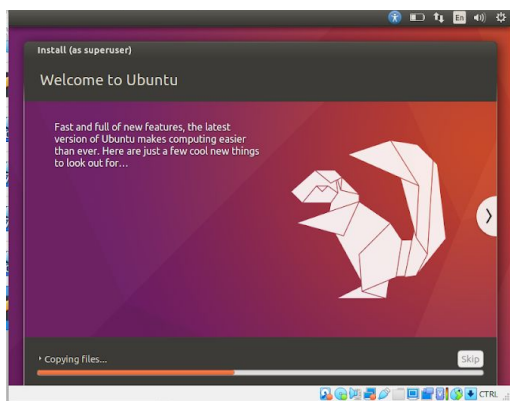 En
Install (as superuser)
Welcome to Ubuntu
Fast and full of new features, the latest
version of Ubuntu makes computing easier
than ever. Here are just a few cool new things
to look out for...
Copying files...
Skip
CTRL